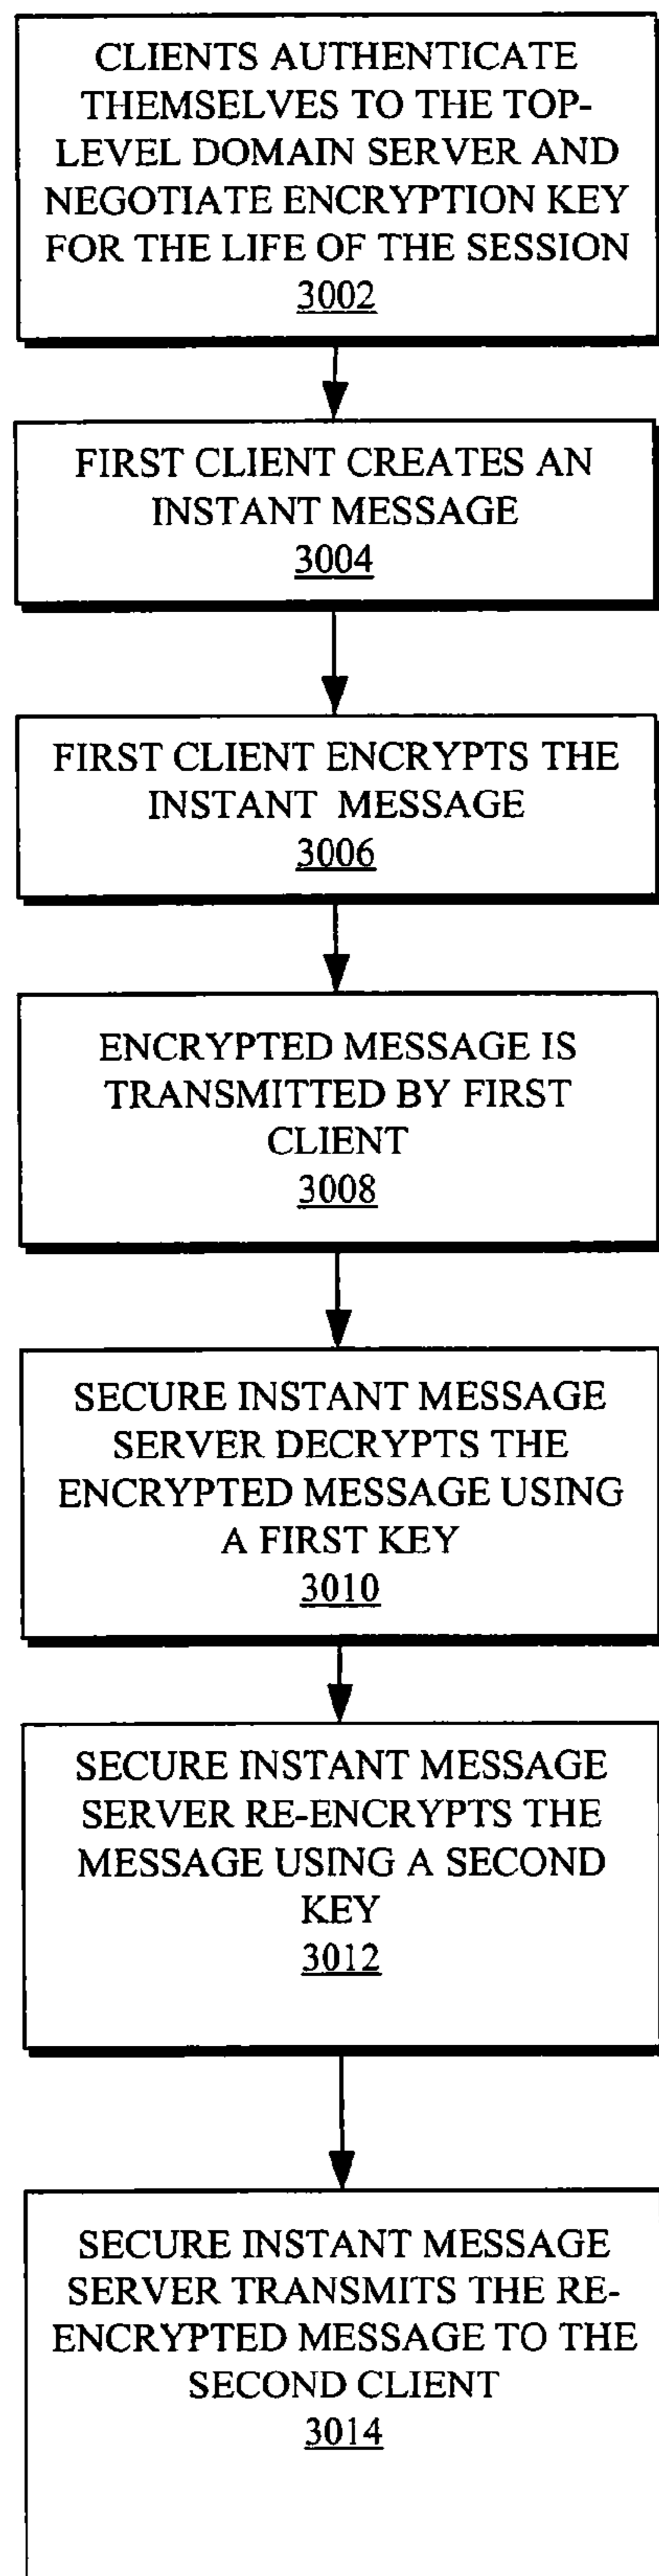 CLIENTS AUTHENTICATE
THEMSELVES TO THE TOP-
LEVEL DOMAIN SERVER AND
NEGOTIATE ENCRYPTION KEY
FOR THE LIFE OF THE SESSION
3002
FIRST CLIENT CREATES AN
INSTANT MESSAGE
3004
FIRST CLIENT ENCRYPTS THE
INSTANT MESSAGE
3006
ENCRYPTED MESSAGE IS
TRANSMITTED BY FIRST
CLIENT
3008
SECURE INSTANT MESSAGE
SERVER DECRYPTS THE
ENCRYPTED MESSAGE USING
A FIRST KEY
3010
SECURE INSTANT MESSAGE
SERVER RE-ENCRYPTS THE
MESSAGE USING A SECOND
KEY
3012
SECURE INSTANT MESSAGE
SERVER TRANSMITS THE RE-
ENCRYPTED MESSAGE TO THE
SECOND CLIENT
3014